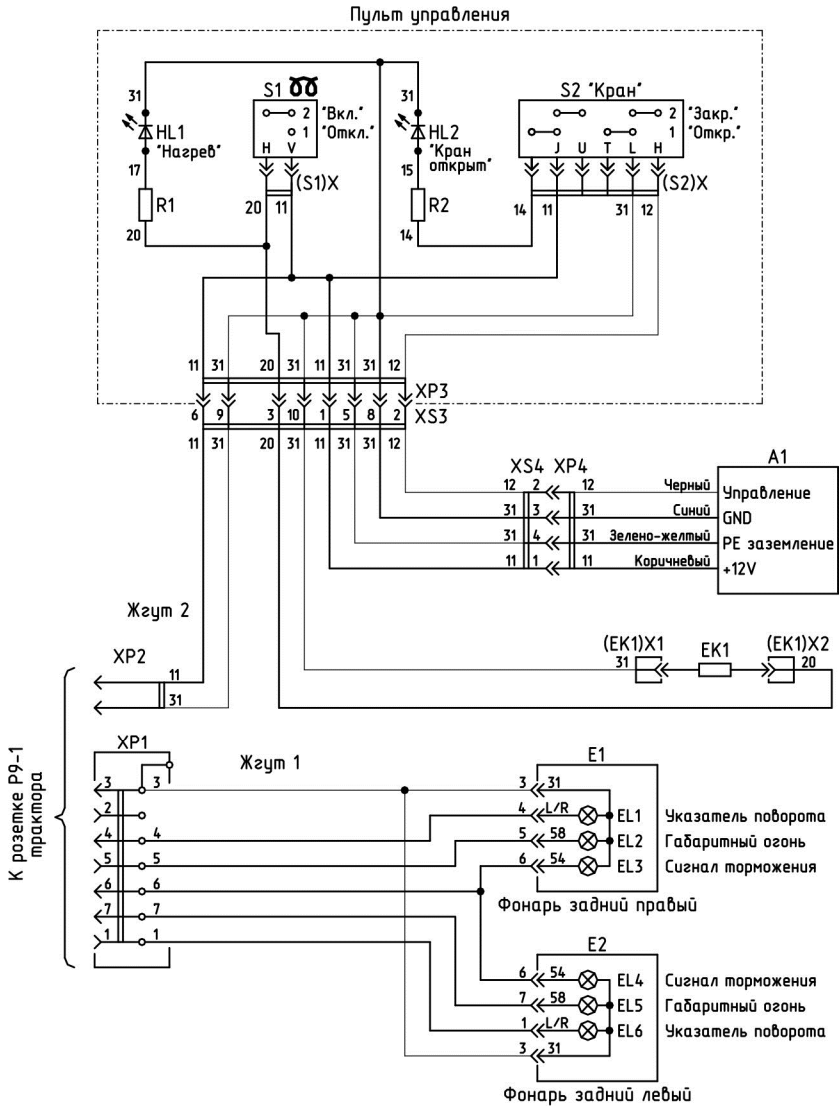 Пульт управления
31
HL1
"Нагрев"
17
R1
20
S1
2 "Вкл."
1 "Откл."
H V
(S1)X
20 11
31
HL2
"Кран открыт"
15
R2
14
S2 "Кран"
2 "Закр."
1 "Откр."
J U T L H
(S2)X
14 11 31 12
11 31 20 31 11 31 31 12
XP3
6 9 3 10 1 5 8 2
XS3
11 31 20 31 11 31 31 12
XS4 XP4
A1
12 2 12 Черный Управление
31 3 31 Синий GND
31 4 31 Зелено-желтый PE заземление
11 1 11 Коричневый +12V
Жгут 2
XP2
11
31
(EK1)X1 EK1 (EK1)X2
31 20
К розетке Р9-1
трактора
XP1
Жгут 1
3 3
2
4 4
5 5
6 6
7 7
1 1
E1
3 31
4 L/R EL1 Указатель поворота
5 58 EL2 Габаритный огонь
6 54 EL3 Сигнал торможения
Фонарь задний правый
E2
6 54 EL4 Сигнал торможения
7 58 EL5 Габаритный огонь
1 L/R EL6 Указатель поворота
3 31
Фонарь задний левый